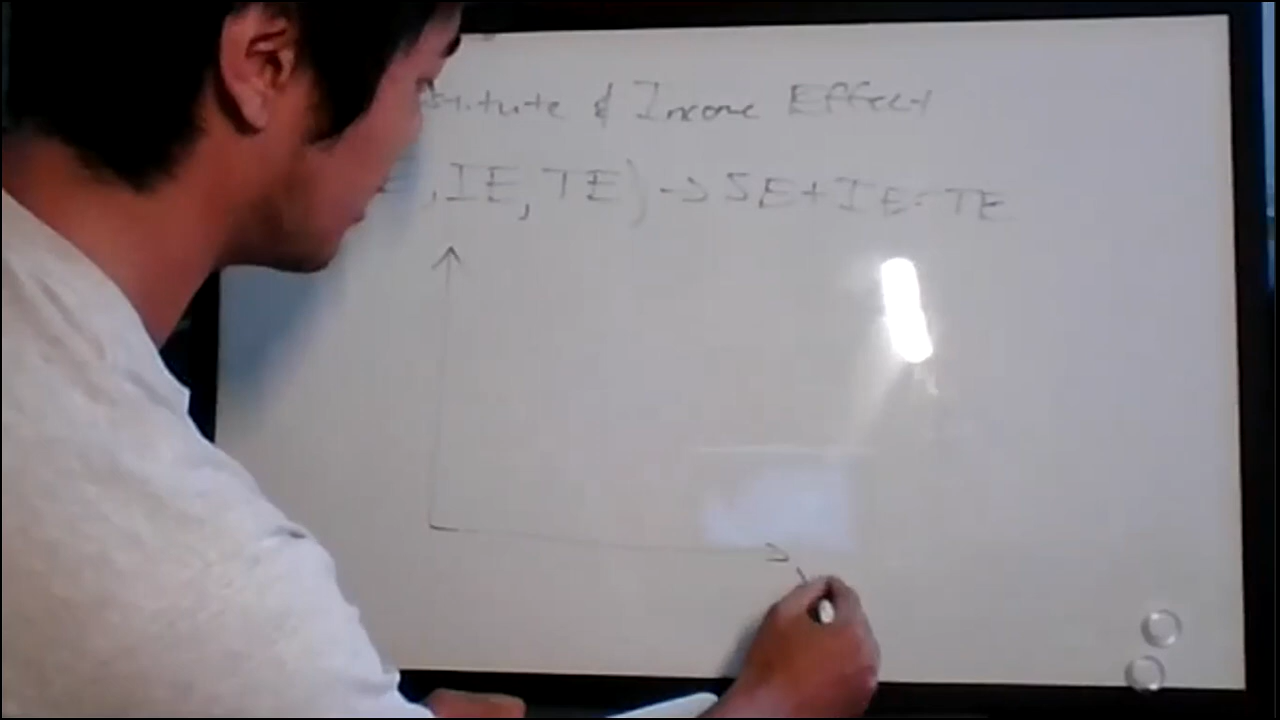 stitute & Income Effect
E, IE, TE) → SE + IE = TE